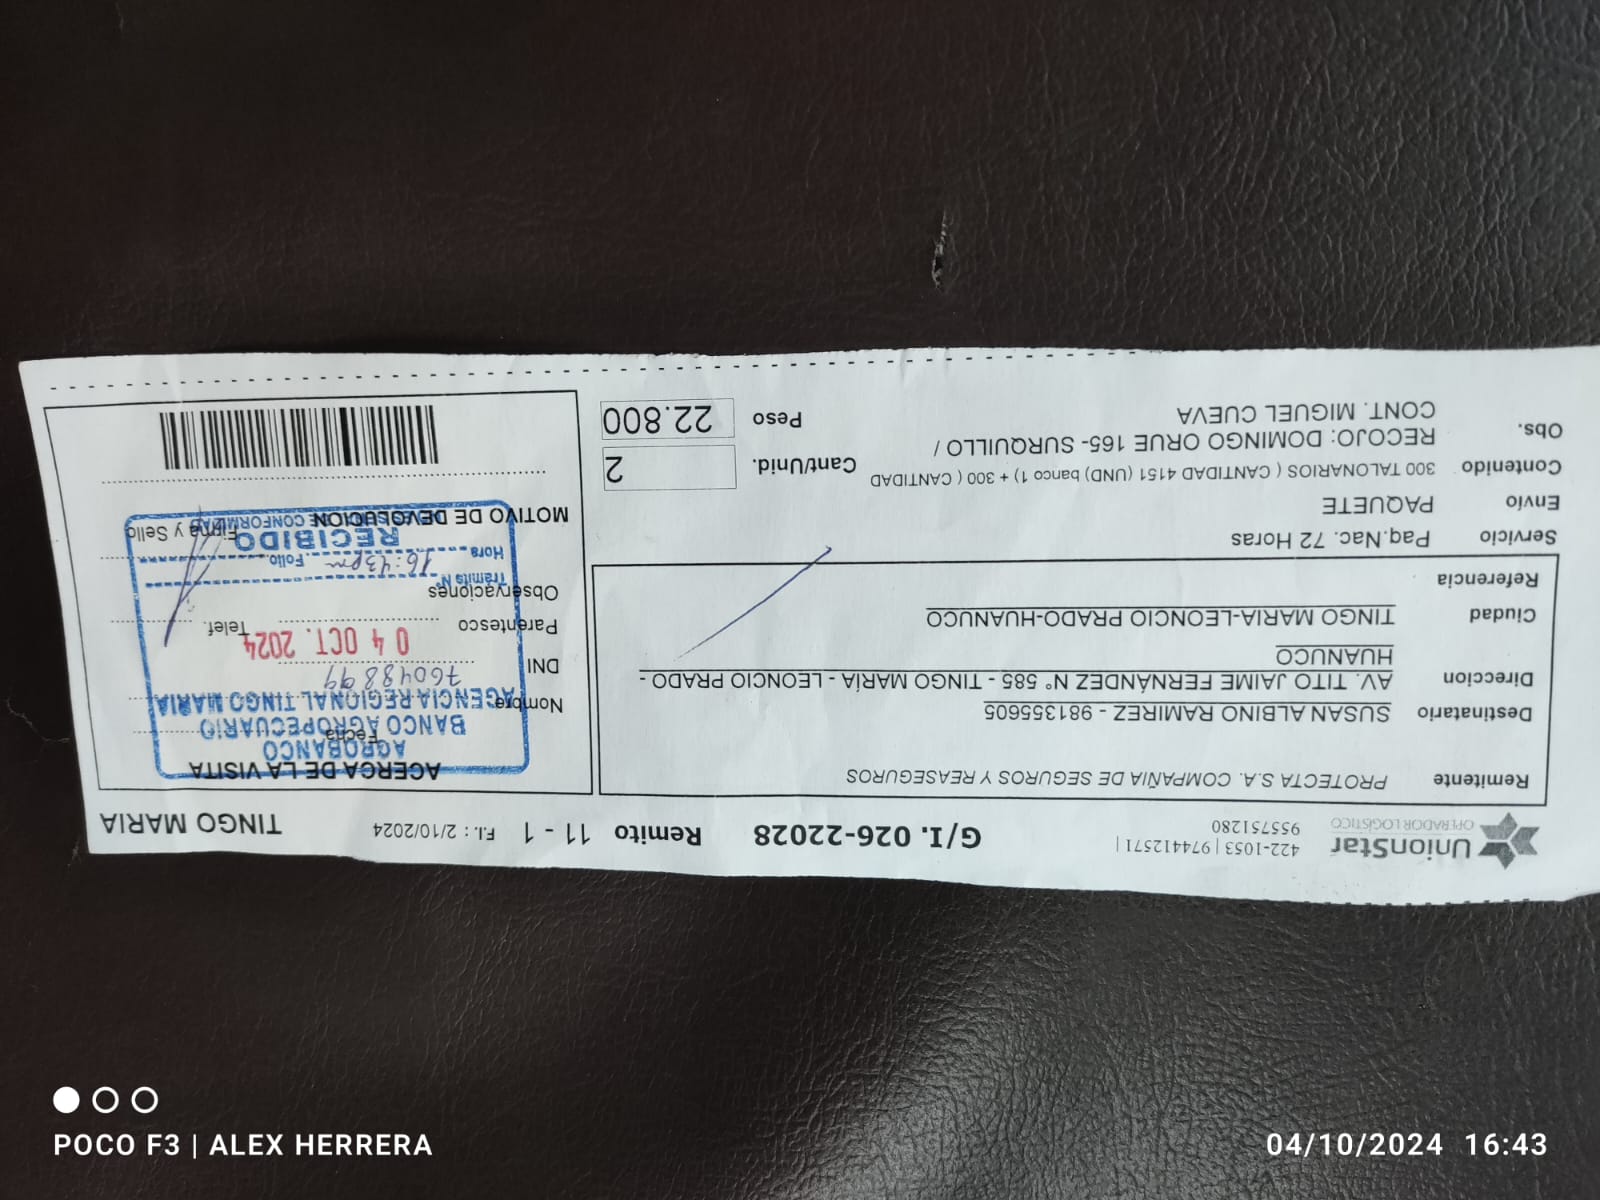 UnionStar
OPERADOR LOGÍSTICO
422-1053 | 974412571 |
955751280
G/I. 026-22028
Remito 11 - 1
F.I.: 2/10/2024
TINGO MARIA
Remitente PROTECTA S.A. COMPAÑIA DE SEGUROS Y REASEGUROS
Destinatario SUSAN ALBINO RAMIREZ - 981355605
Direccion AV. TITO JAIME FERNÁNDEZ N° 585 - TINGO MARÍA - LEONCIO PRADO -
HUANUCO
Ciudad TINGO MARIA-LEONCIO PRADO-HUANUCO
Referencia
Servicio Paq.Nac. 72 Horas
Envío PAQUETE
Contenido 300 TALONARIOS ( CANTIDAD 4151 (UND) banco 1) + 300 ( CANTIDAD
Cant/Unid. 2
Obs. RECOJO: DOMINGO ORUE 165- SURQUILLO /
CONT. MIGUEL CUEVA
Peso 22.800
ACERCA DE LA VISITA
Fecha
Nombre
DNI 76048899
Parentesco
Telef.
Observaciones
Firma y Sello
MOTIVO DE DEVOLUCION
AGROBANCO
BANCO AGROPECUARIO
AGENCIA REGIONAL TINGO MARIA
04 OCT. 2024
Trámite N°
Hora 16:43pm Folio
RECIBIDO
POCO F3 | ALEX HERRERA
04/10/2024 16:43